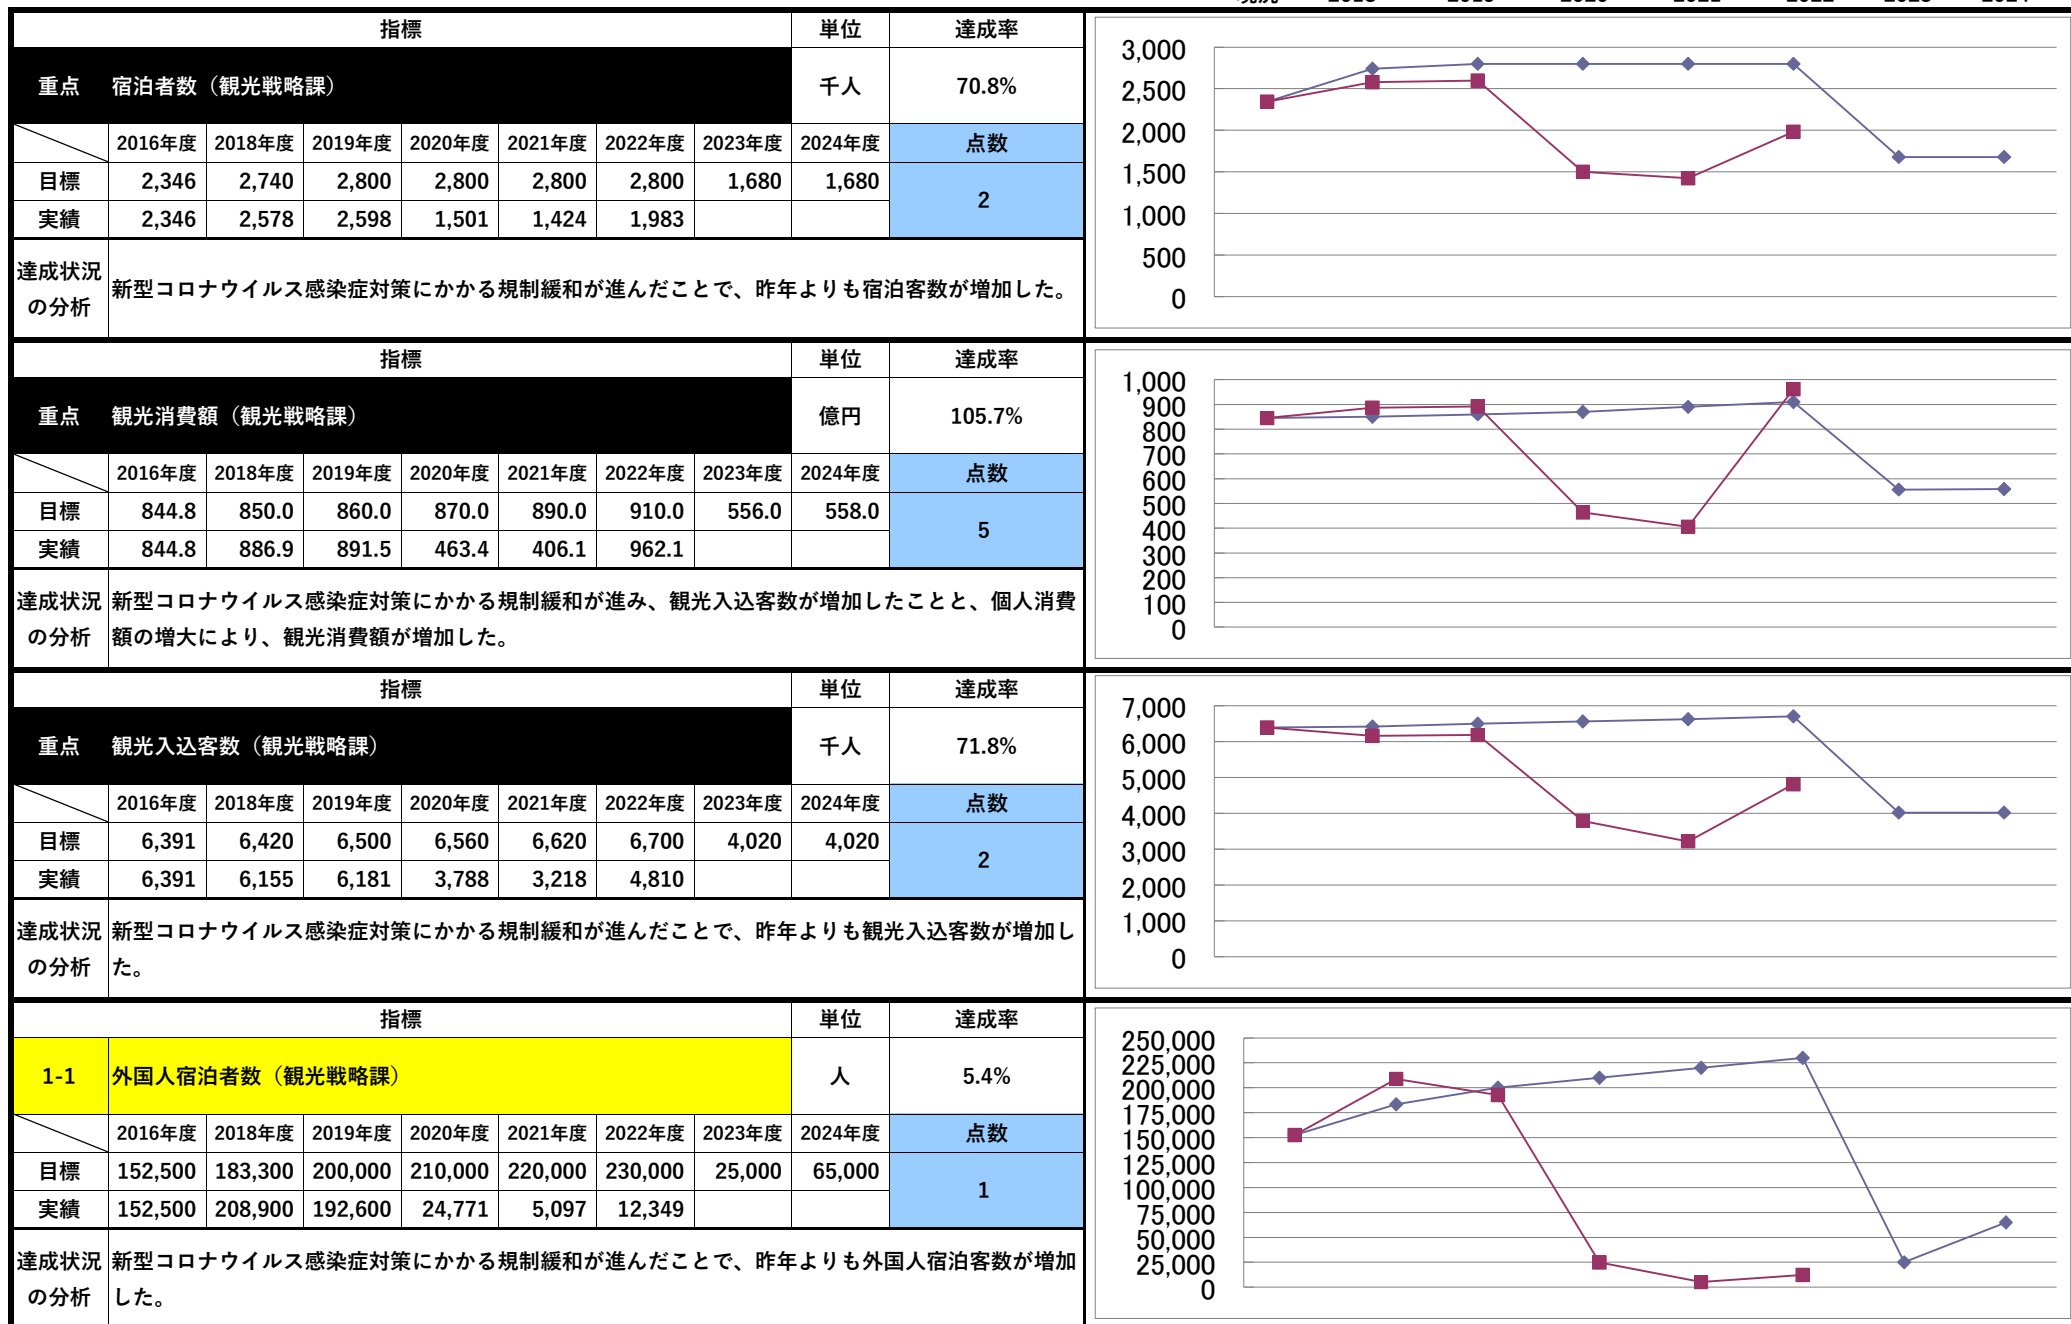 指標 単位 達成率
重点 宿泊者数（観光戦略課） 千人 70.8%
2016年度 2018年度 2019年度 2020年度 2021年度 2022年度 2023年度 2024年度 点数
目標 2,346 2,740 2,800 2,800 2,800 2,800 1,680 1,680 2
実績 2,346 2,578 2,598 1,501 1,424 1,983
達成状況の分析 新型コロナウイルス感染症対策にかかる規制緩和が進んだことで、昨年よりも宿泊客数が増加した。
3,000
2,500
2,000
1,500
1,000
500
0
指標 単位 達成率
重点 観光消費額（観光戦略課） 億円 105.7%
2016年度 2018年度 2019年度 2020年度 2021年度 2022年度 2023年度 2024年度 点数
目標 844.8 850.0 860.0 870.0 890.0 910.0 556.0 558.0 5
実績 844.8 886.9 891.5 463.4 406.1 962.1
達成状況 新型コロナウイルス感染症対策にかかる規制緩和が進み、観光入込客数が増加したことと、個人消費
の分析 額の増大により、観光消費額が増加した。
1,000
900
800
700
600
500
400
300
200
100
0
指標 単位 達成率
重点 観光入込客数（観光戦略課） 千人 71.8%
2016年度 2018年度 2019年度 2020年度 2021年度 2022年度 2023年度 2024年度 点数
目標 6,391 6,420 6,500 6,560 6,620 6,700 4,020 4,020 2
実績 6,391 6,155 6,181 3,788 3,218 4,810
達成状況 新型コロナウイルス感染症対策にかかる規制緩和が進んだことで、昨年よりも観光入込客数が増加し
の分析 た。
7,000
6,000
5,000
4,000
3,000
2,000
1,000
0
指標 単位 達成率
1-1 外国人宿泊者数（観光戦略課） 人 5.4%
2016年度 2018年度 2019年度 2020年度 2021年度 2022年度 2023年度 2024年度 点数
目標 152,500 183,300 200,000 210,000 220,000 230,000 25,000 65,000 1
実績 152,500 208,900 192,600 24,771 5,097 12,349
達成状況 新型コロナウイルス感染症対策にかかる規制緩和が進んだことで、昨年よりも外国人宿泊客数が増加
の分析 した。
250,000
225,000
200,000
175,000
150,000
125,000
100,000
75,000
50,000
25,000
0